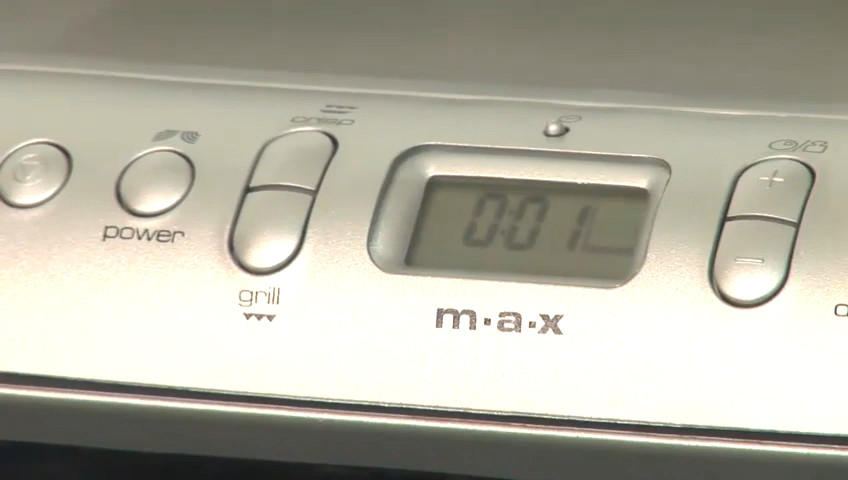 crisp
power
grill
0:01
m·a·x
+
−